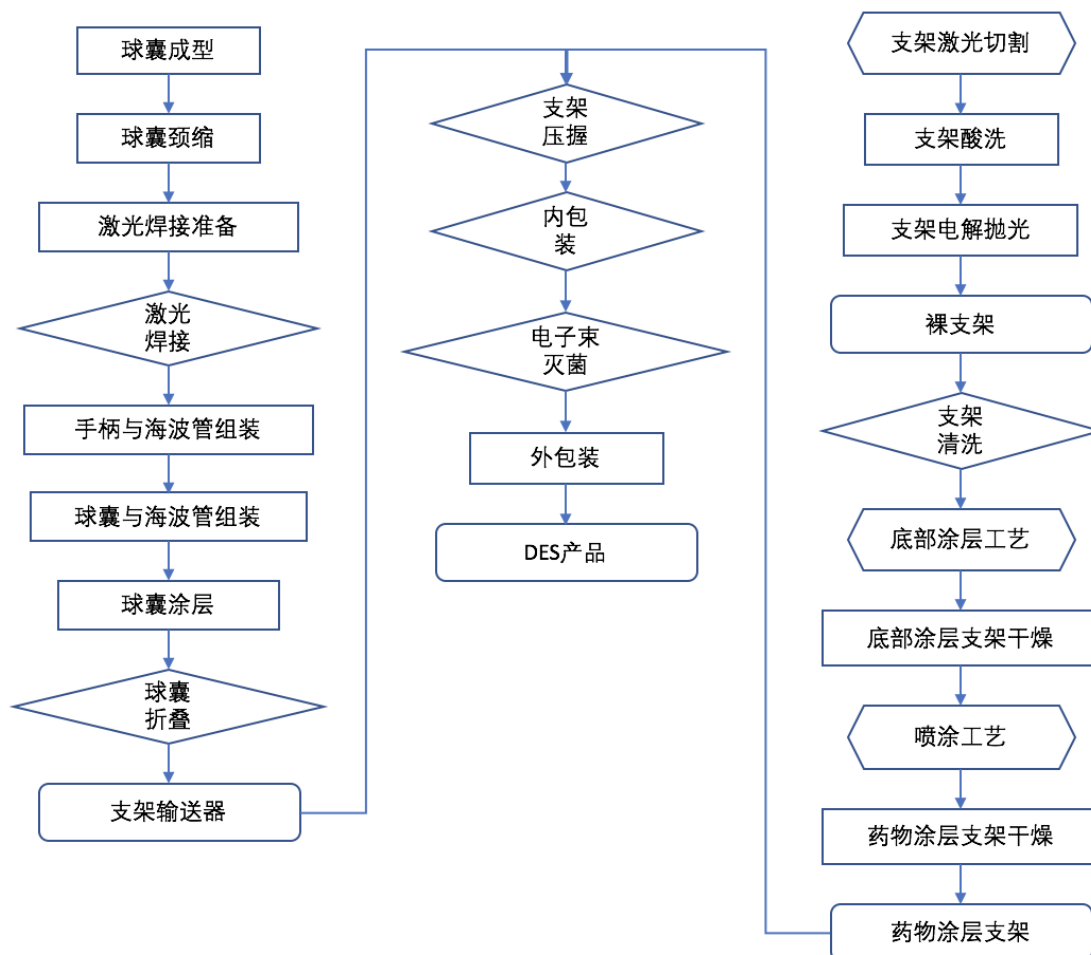 球囊成型
球囊颈缩
激光焊接准备
激光
焊接
手柄与海波管组装
球囊与海波管组装
球囊涂层
球囊
折叠
支架输送器
支架
压握
内包
装
电子束
灭菌
外包装
DES产品
支架激光切割
支架酸洗
支架电解抛光
裸支架
支架
清洗
底部涂层工艺
底部涂层支架干燥
喷涂工艺
药物涂层支架干燥
药物涂层支架